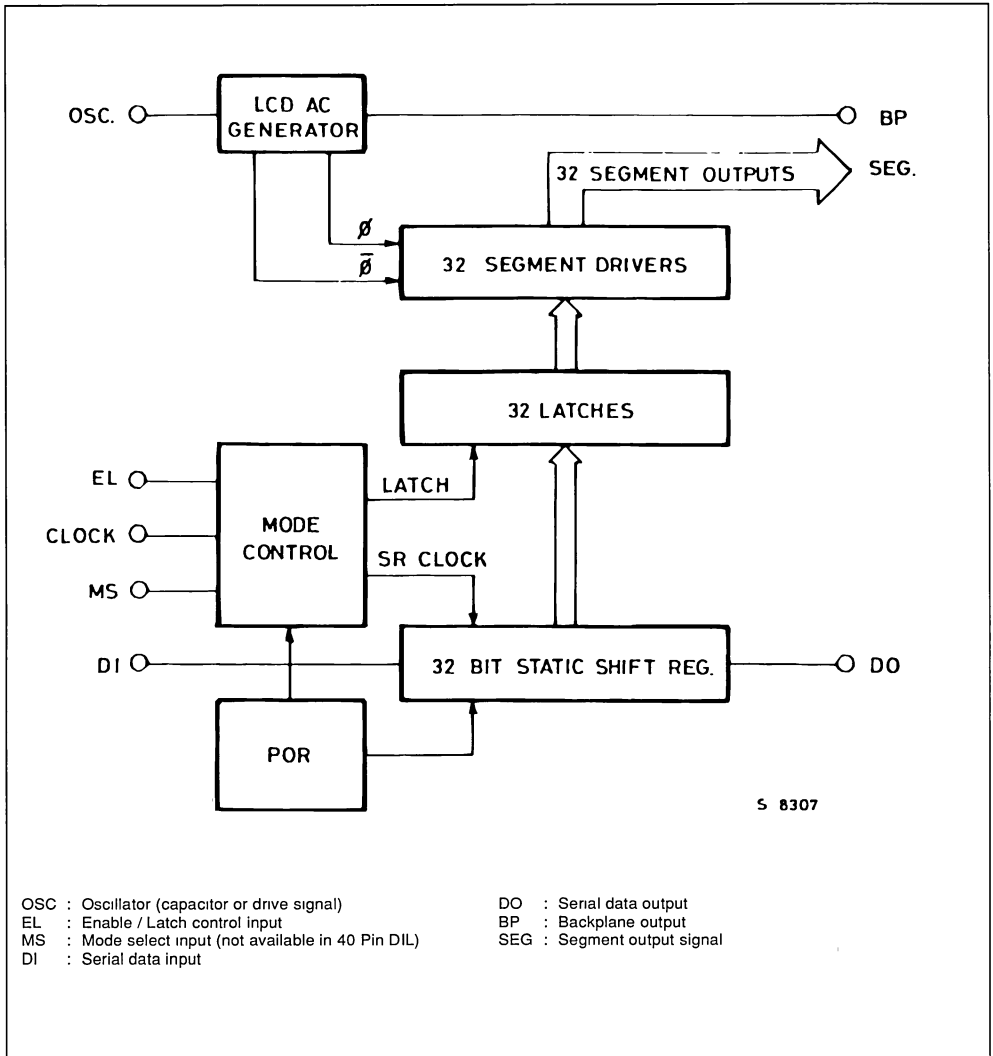 OSC.
LCD AC
GENERATOR
BP
32 SEGMENT OUTPUTS
SEG.
Ø
Ø̅
32 SEGMENT DRIVERS
32 LATCHES
EL
LATCH
CLOCK
MODE
CONTROL
SR CLOCK
MS
DI
32 BIT STATIC SHIFT REG.
DO
POR
S 8307
OSC : Oscillator (capacitor or drive signal)
EL : Enable / Latch control input
MS : Mode select input (not available in 40 Pin DIL)
DI : Serial data input
DO : Serial data output
BP : Backplane output
SEG : Segment output signal